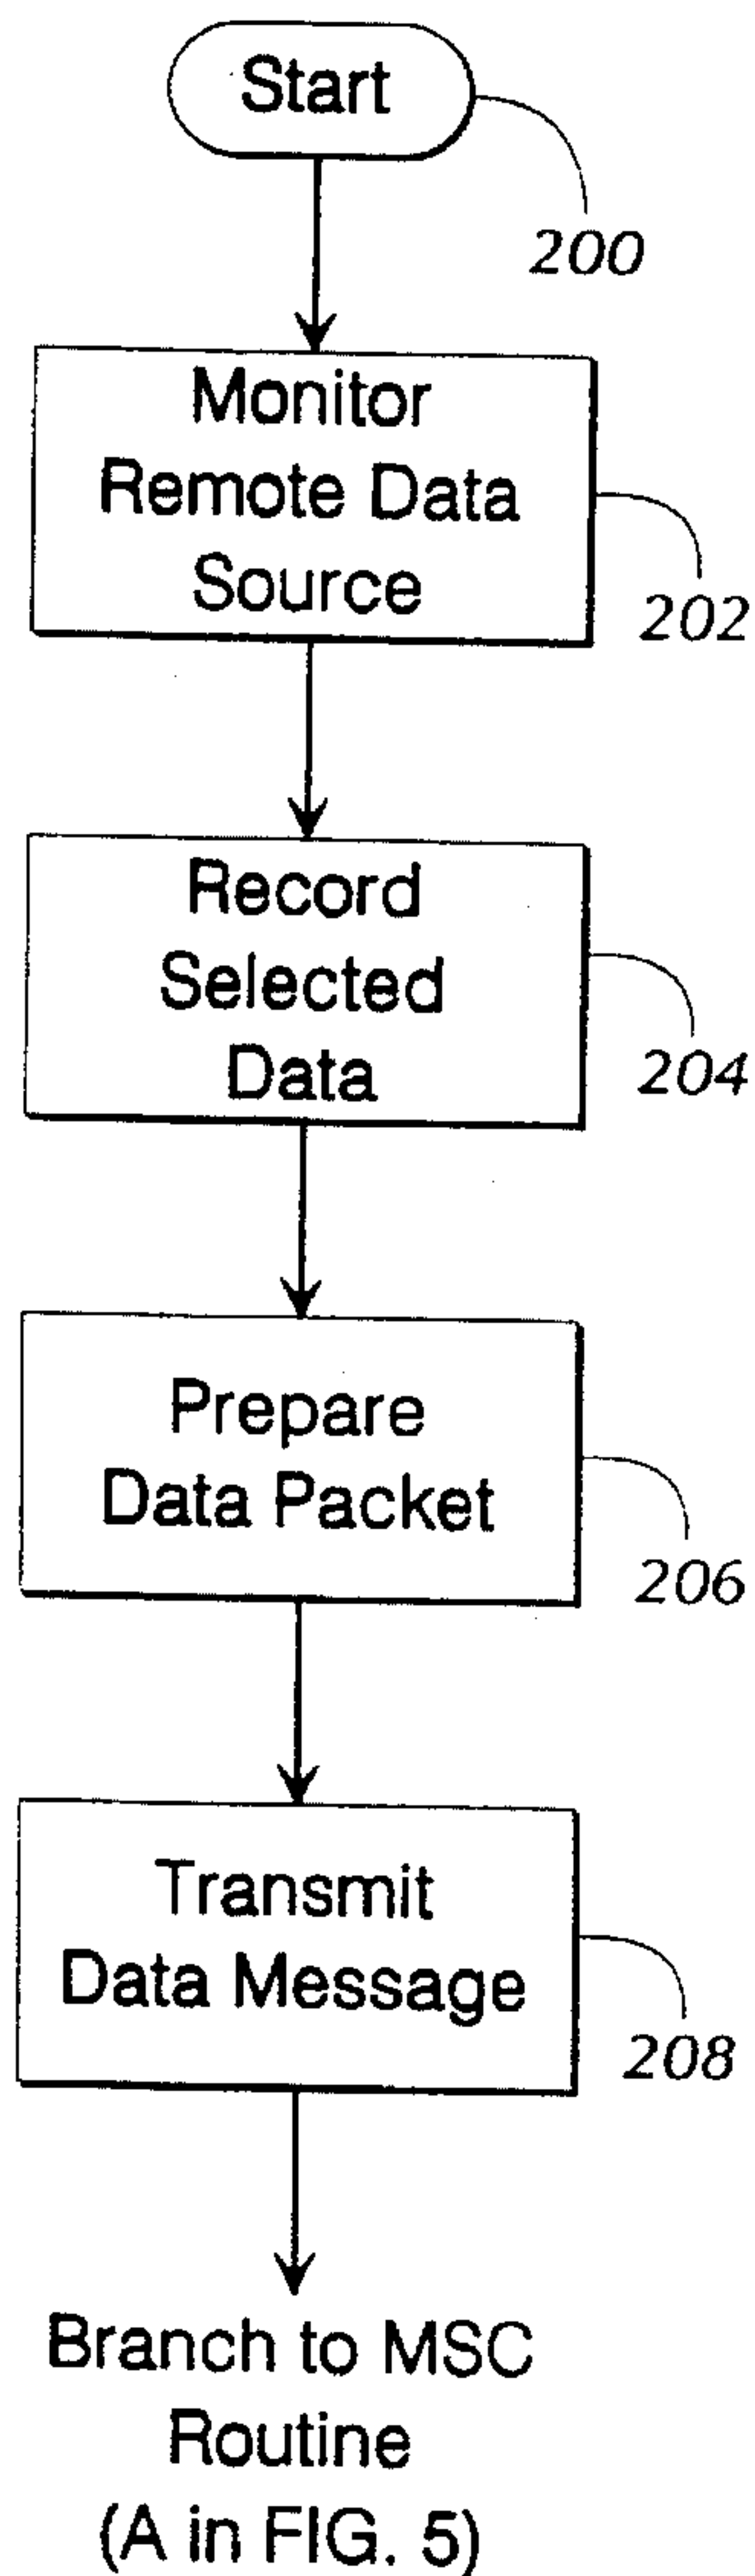 Start
200
Monitor
Remote Data
Source
202
Record
Selected
Data
204
Prepare
Data Packet
206
Transmit
Data Message
208
Branch to MSC
Routine
(A in FIG. 5)